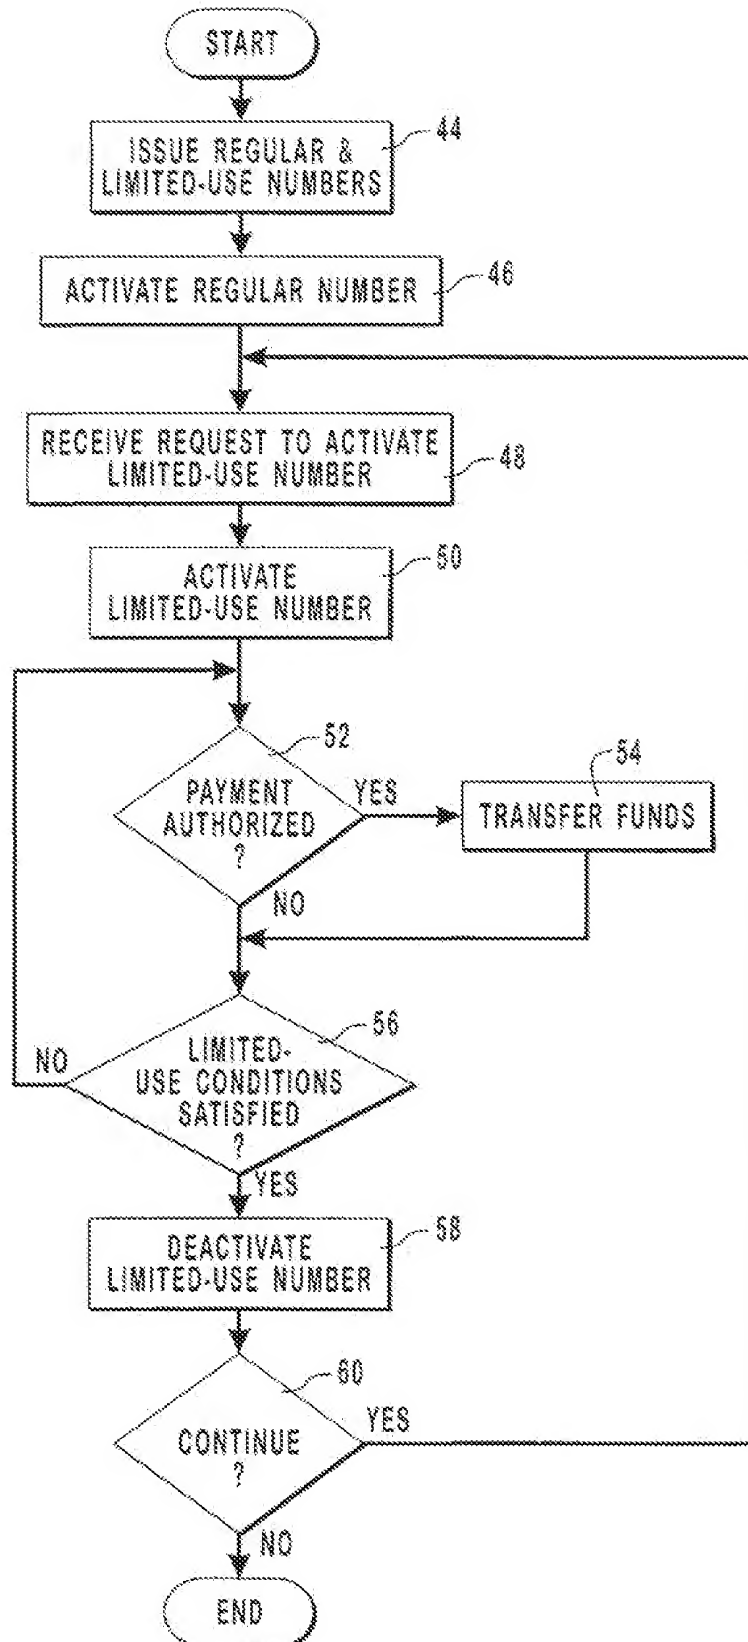 START
44
ISSUE REGULAR &
LIMITED-USE NUMBERS
46
ACTIVATE REGULAR NUMBER
RECEIVE REQUEST TO ACTIVATE
LIMITED-USE NUMBER
48
50
ACTIVATE
LIMITED-USE NUMBER
52
PAYMENT
AUTHORIZED
?
YES
54
TRANSFER FUNDS
NO
56
LIMITED-
USE CONDITIONS
SATISFIED
?
NO
YES
58
DEACTIVATE
LIMITED-USE NUMBER
60
CONTINUE
?
YES
NO
END